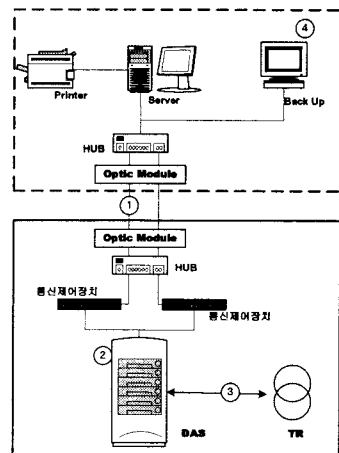 ④
Printer
Server
Back Up
HUB
Optic Module
①
Optic Module
HUB
통신제어장치
통신제어장치
②
③
DAS
TR